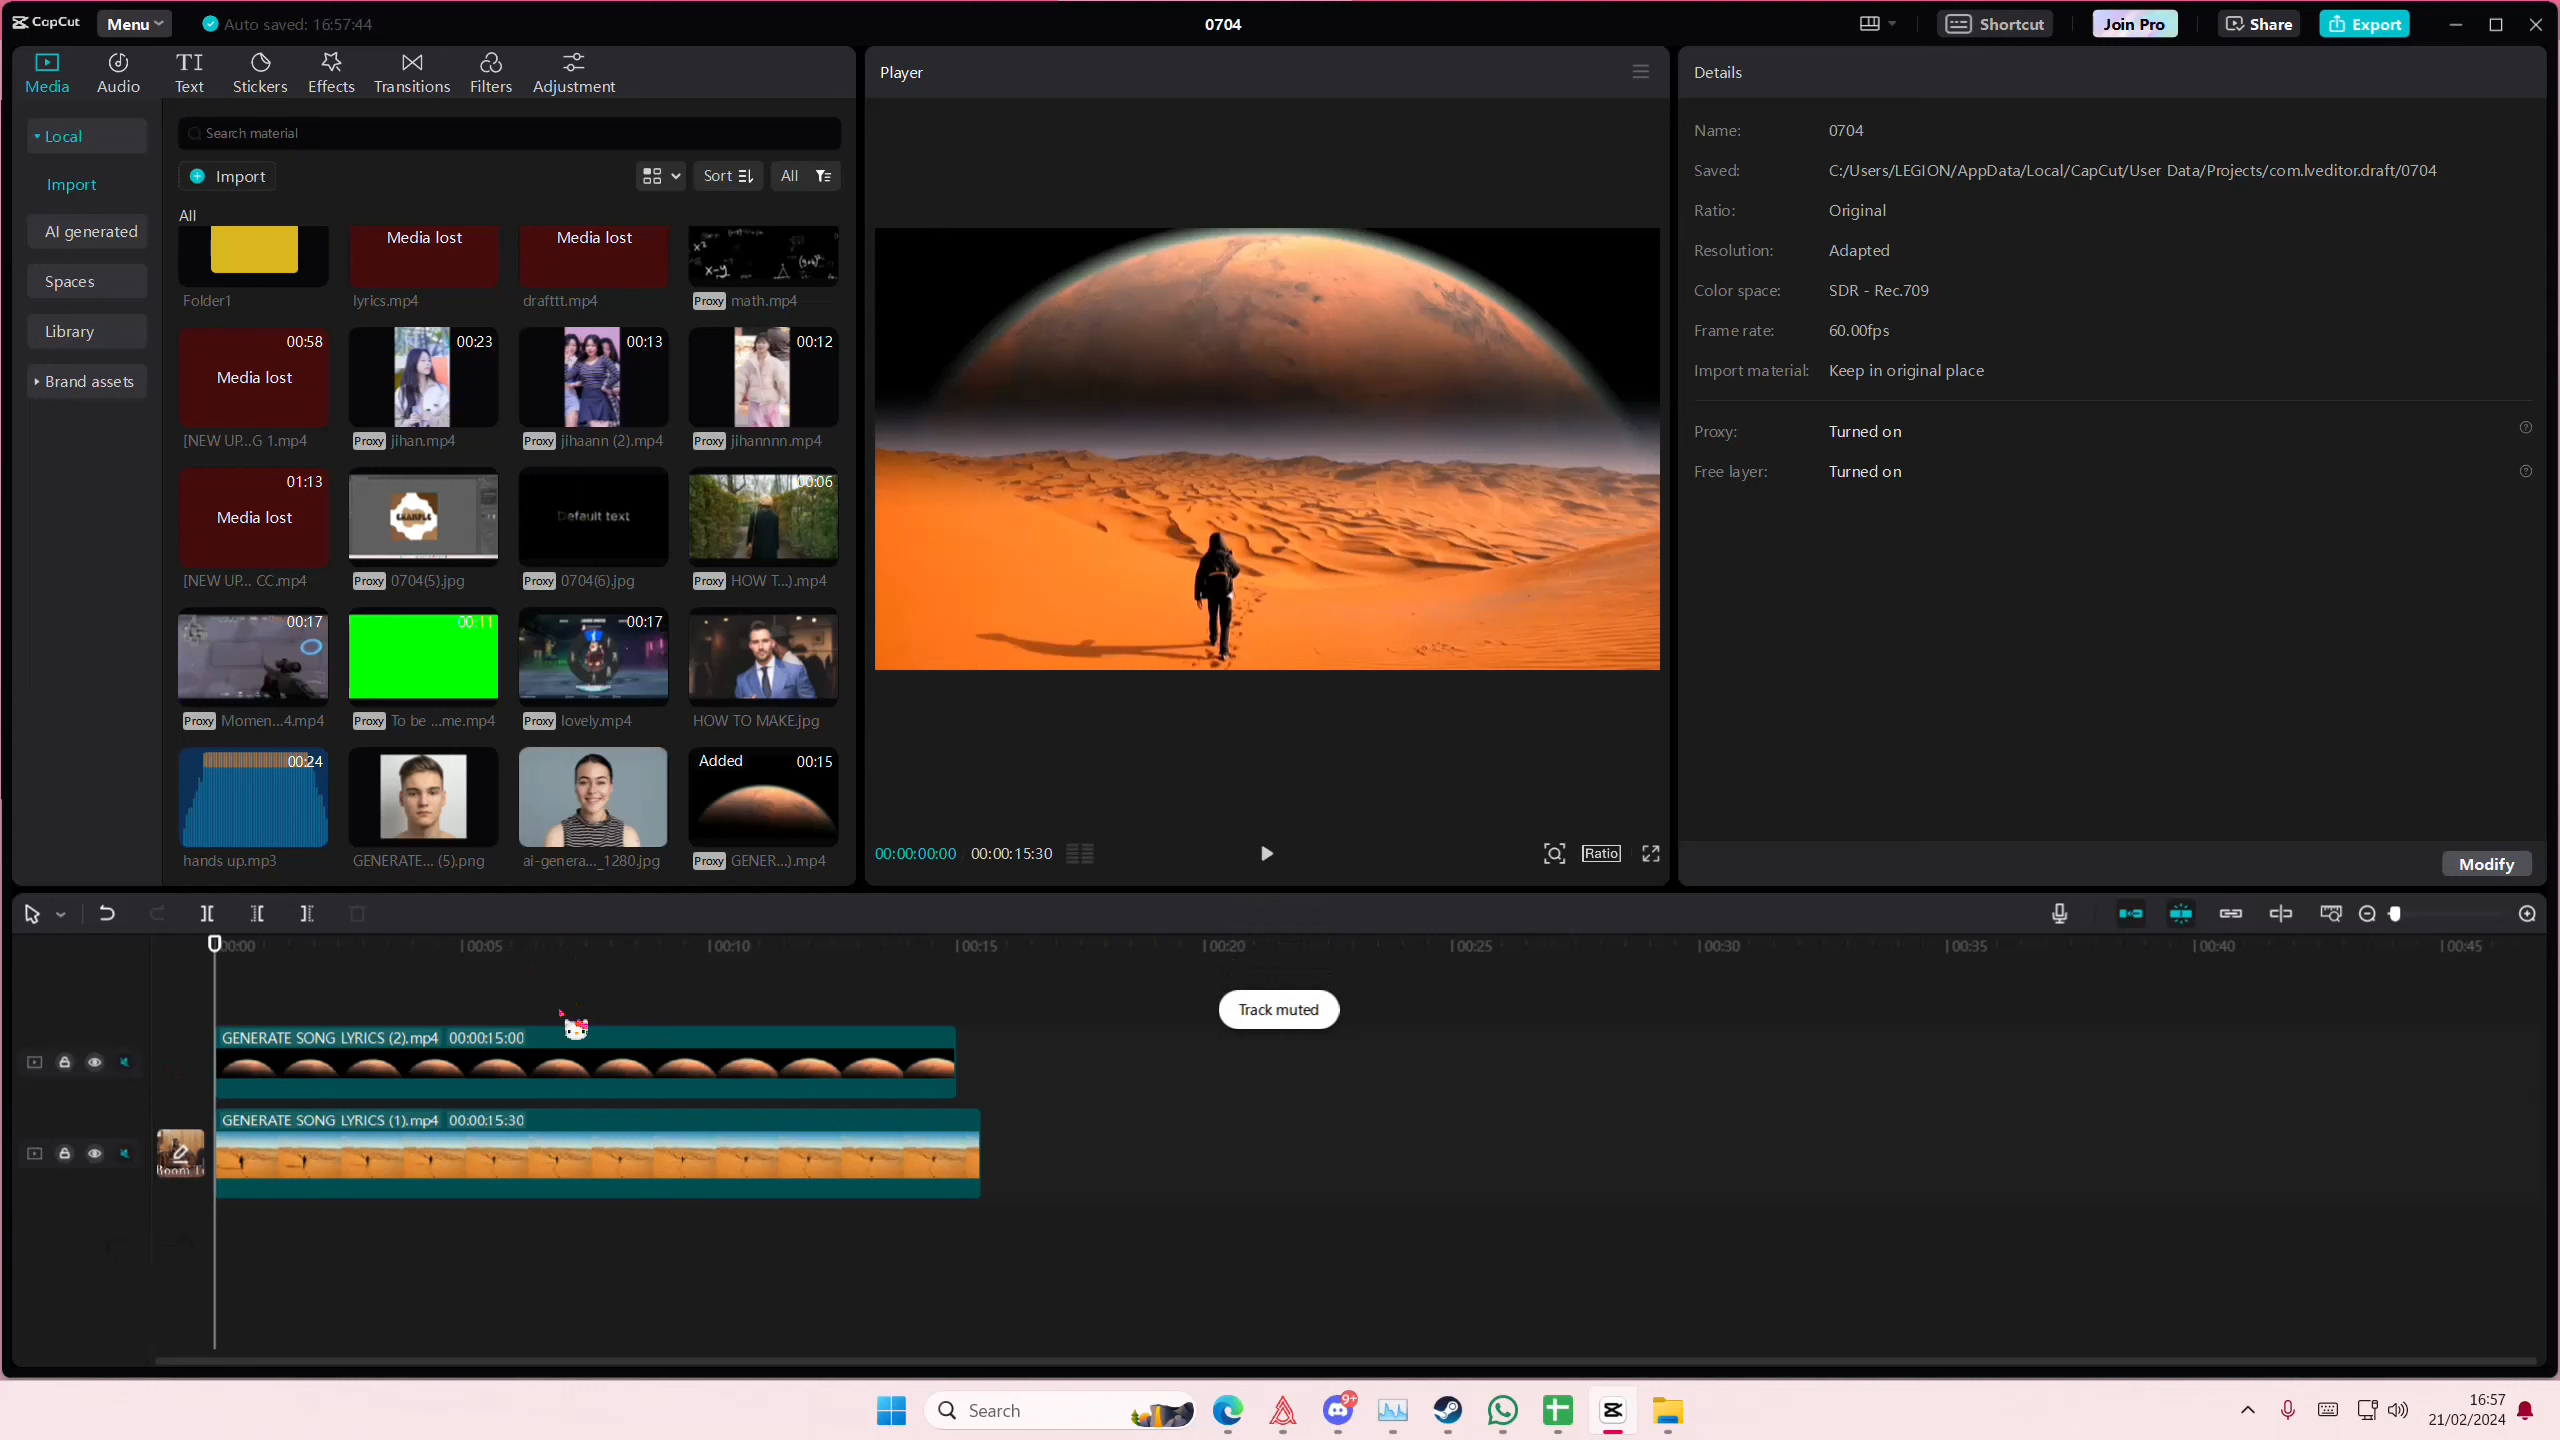 CapCut Menu Auto saved: 16:57:44 0704 Shortcut Join Pro Share Export
Media Audio Text Stickers Effects Transitions Filters Adjustment
Player
Details
Local
Import
AI generated
Spaces
Library
Brand assets
Search material
Import Sort All
All
Media lost Media lost
Folder1 lyrics.mp4 drafttt.mp4 Proxy math.mp4
00:58 00:23 00:13 00:12
Media lost
[NEW UP...G 1.mp4 Proxy jihan.mp4 Proxy jihaann (2).mp4 Proxy jihannnn.mp4
01:13 00:06
Media lost EXAMPLE Default text
[NEW UP... CC.mp4 Proxy 0704(5).jpg Proxy 0704(6).jpg Proxy HOW T...).mp4
00:17 00:11 00:17
Proxy Momen...4.mp4 Proxy To be ...me.mp4 Proxy lovely.mp4 HOW TO MAKE.jpg
00:24 Added 00:15
hands up.mp3 GENERATE... (5).png ai-genera..._1280.jpg Proxy GENER...).mp4
00:00:00:00 00:00:15:30 Ratio
Name: 0704
Saved: C:/Users/LEGION/AppData/Local/CapCut/User Data/Projects/com.lveditor.draft/0704
Ratio: Original
Resolution: Adapted
Color space: SDR - Rec.709
Frame rate: 60.00fps
Import material: Keep in original place
Proxy: Turned on
Free layer: Turned on
Modify
00:00 00:05 00:10 00:15 00:20 00:25 00:30 00:35 00:40 00:45
Track muted
GENERATE SONG LYRICS (2).mp4 00:00:15:00
GENERATE SONG LYRICS (1).mp4 00:00:15:30
Search
9+
16:57
21/02/2024